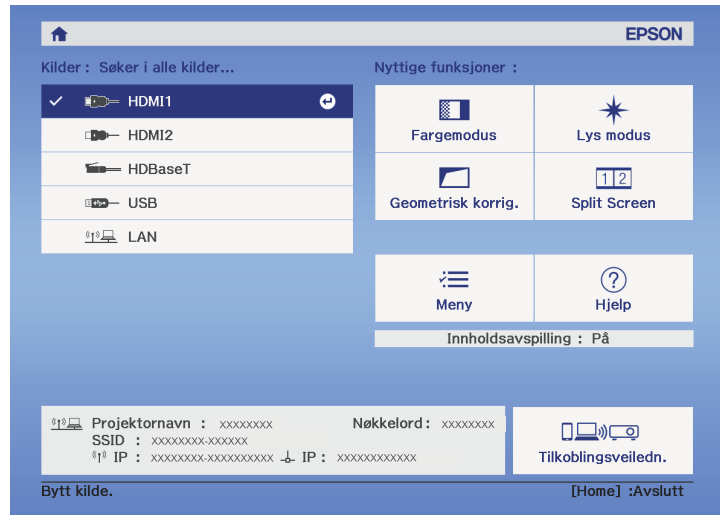 EPSON
Kilder : Søker i alle kilder...
HDMI1
HDMI2
HDBaseT
USB
LAN
Nyttige funksjoner :
Fargemodus
Lys modus
Geometrisk korrig.
1 2
Split Screen
Meny
?
Hjelp
Innholdsavspilling : På
Projektornavn : xxxxxxxx Nøkkelord : xxxxxxxx
SSID : xxxxxxxx-xxxxxx
IP : xxxxxxxx-xxxxxxxxxx IP : xxxxxxxxxxxx
Tilkoblingsveiledn.
Bytt kilde. [Home] :Avslutt